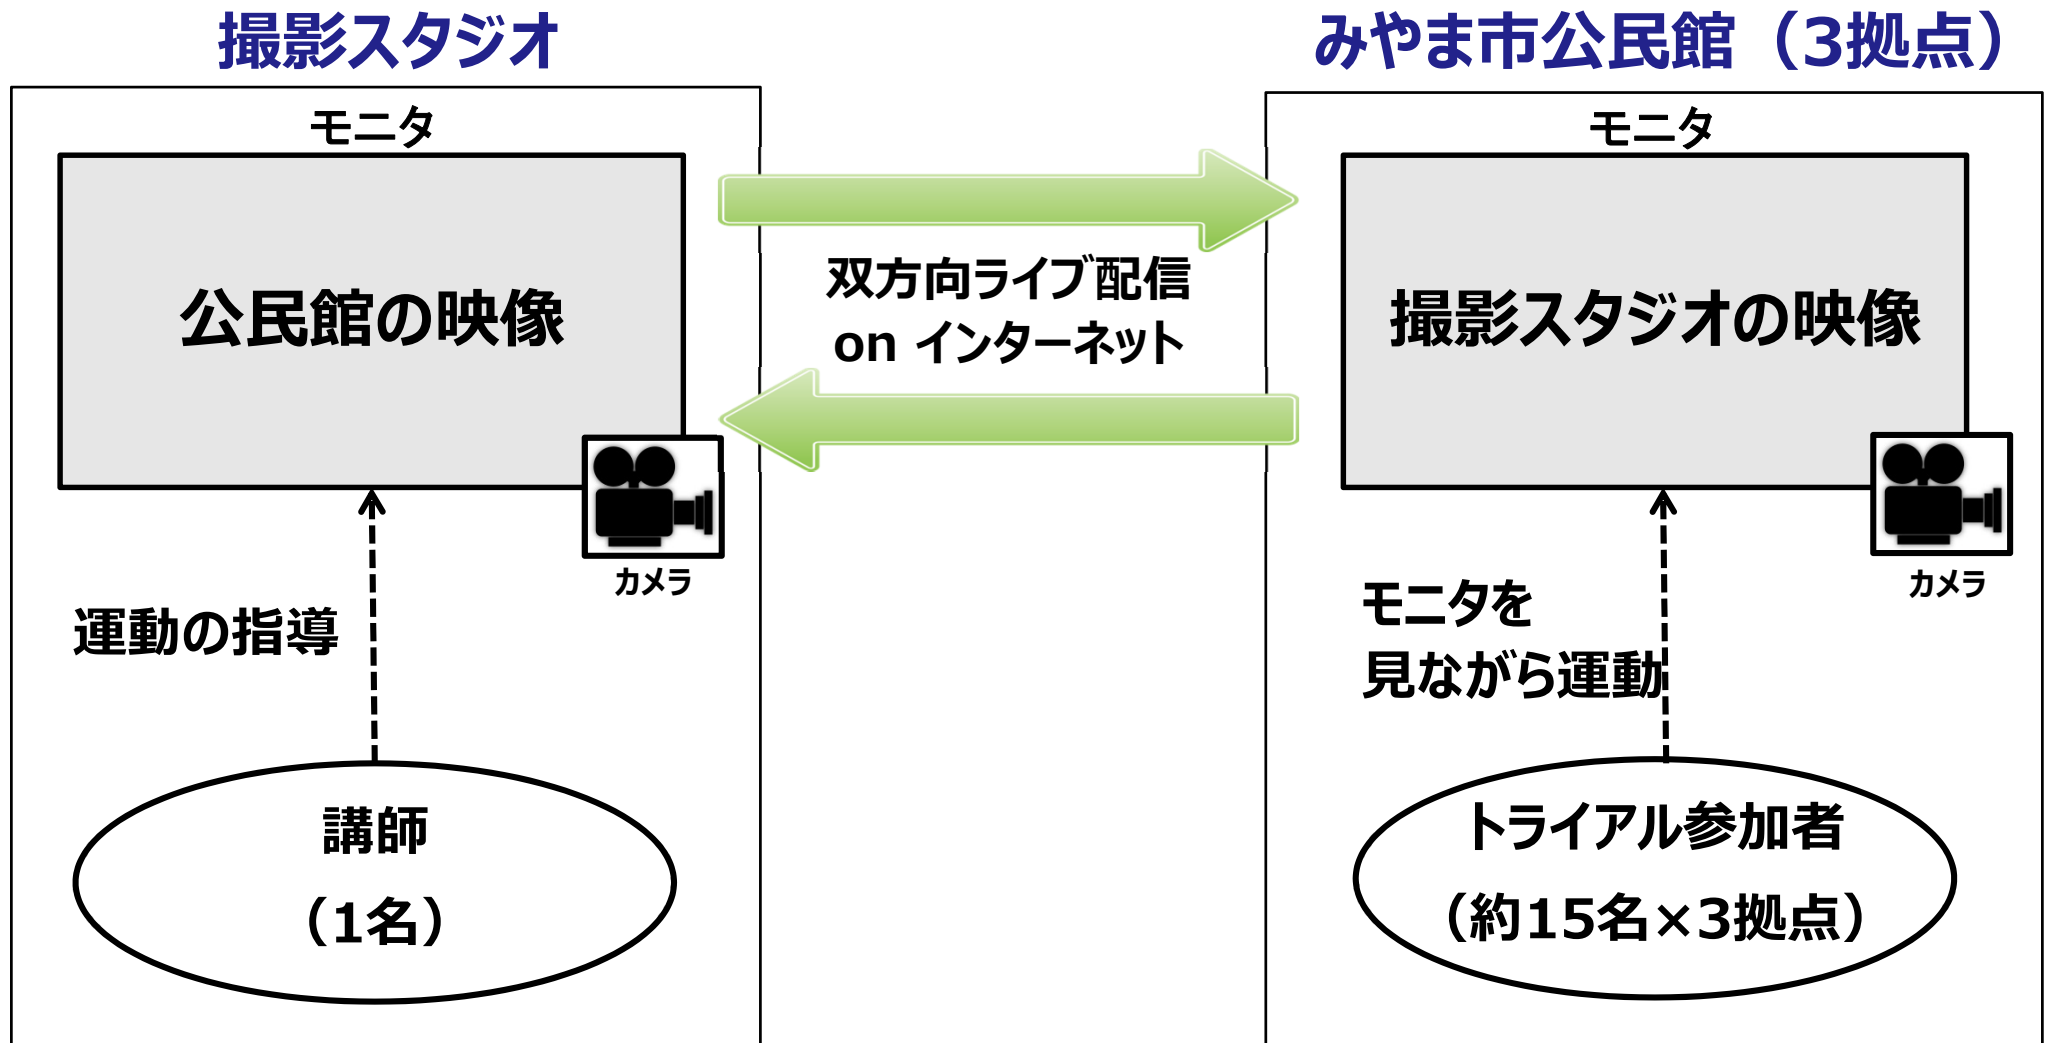 撮影スタジオ
モニタ
公民館の映像
カメラ
運動の指導
講師
（1名）
双方向ライブ配信
on インターネット
みやま市公民館（3拠点）
モニタ
撮影スタジオの映像
カメラ
モニタを
見ながら運動
トライアル参加者
（約15名×3拠点）